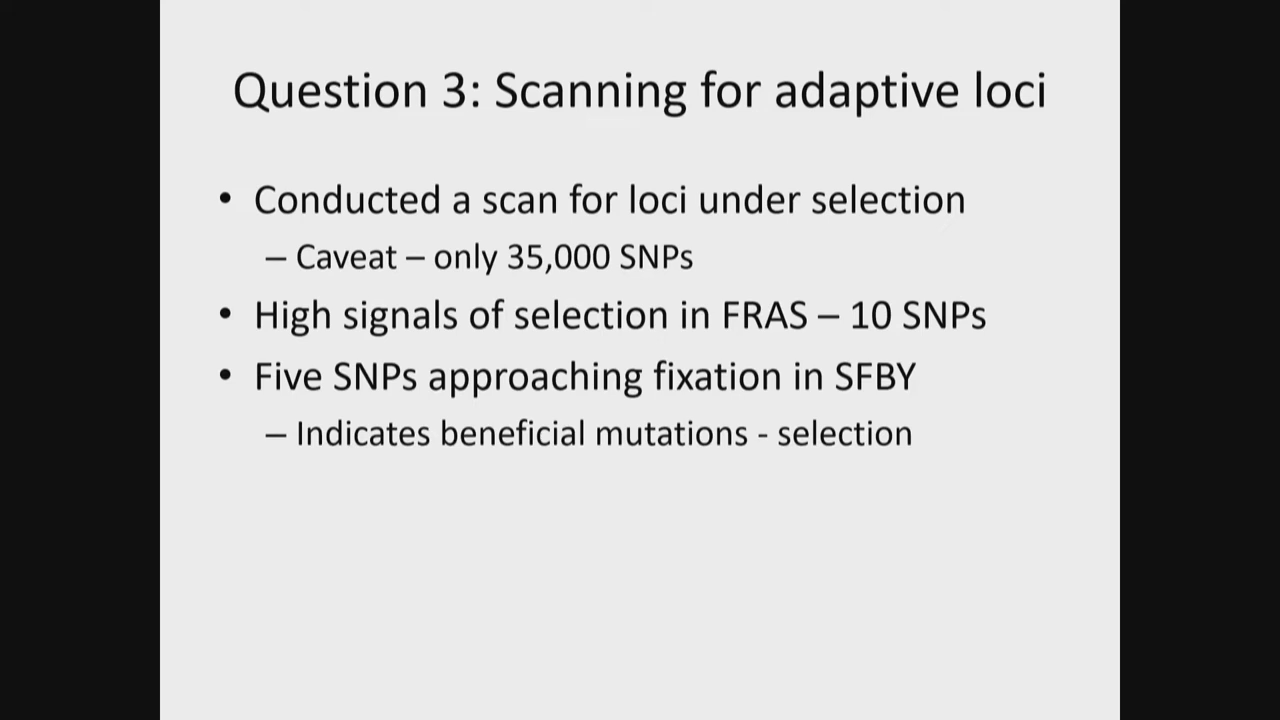 Question 3: Scanning for adaptive loci
• Conducted a scan for loci under selection
– Caveat – only 35,000 SNPs
• High signals of selection in FRAS – 10 SNPs
• Five SNPs approaching fixation in SFBY
– Indicates beneficial mutations - selection